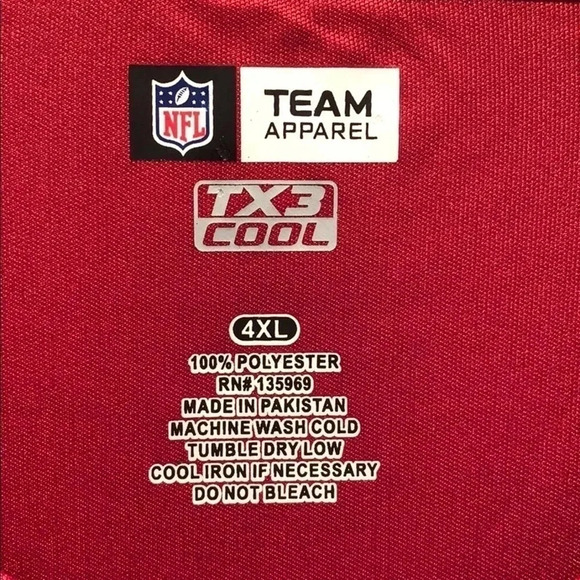 NFL
TEAM
APPAREL
TX3
COOL
4XL
100% POLYESTER
RN# 135969
MADE IN PAKISTAN
MACHINE WASH COLD
TUMBLE DRY LOW
COOL IRON IF NECESSARY
DO NOT BLEACH